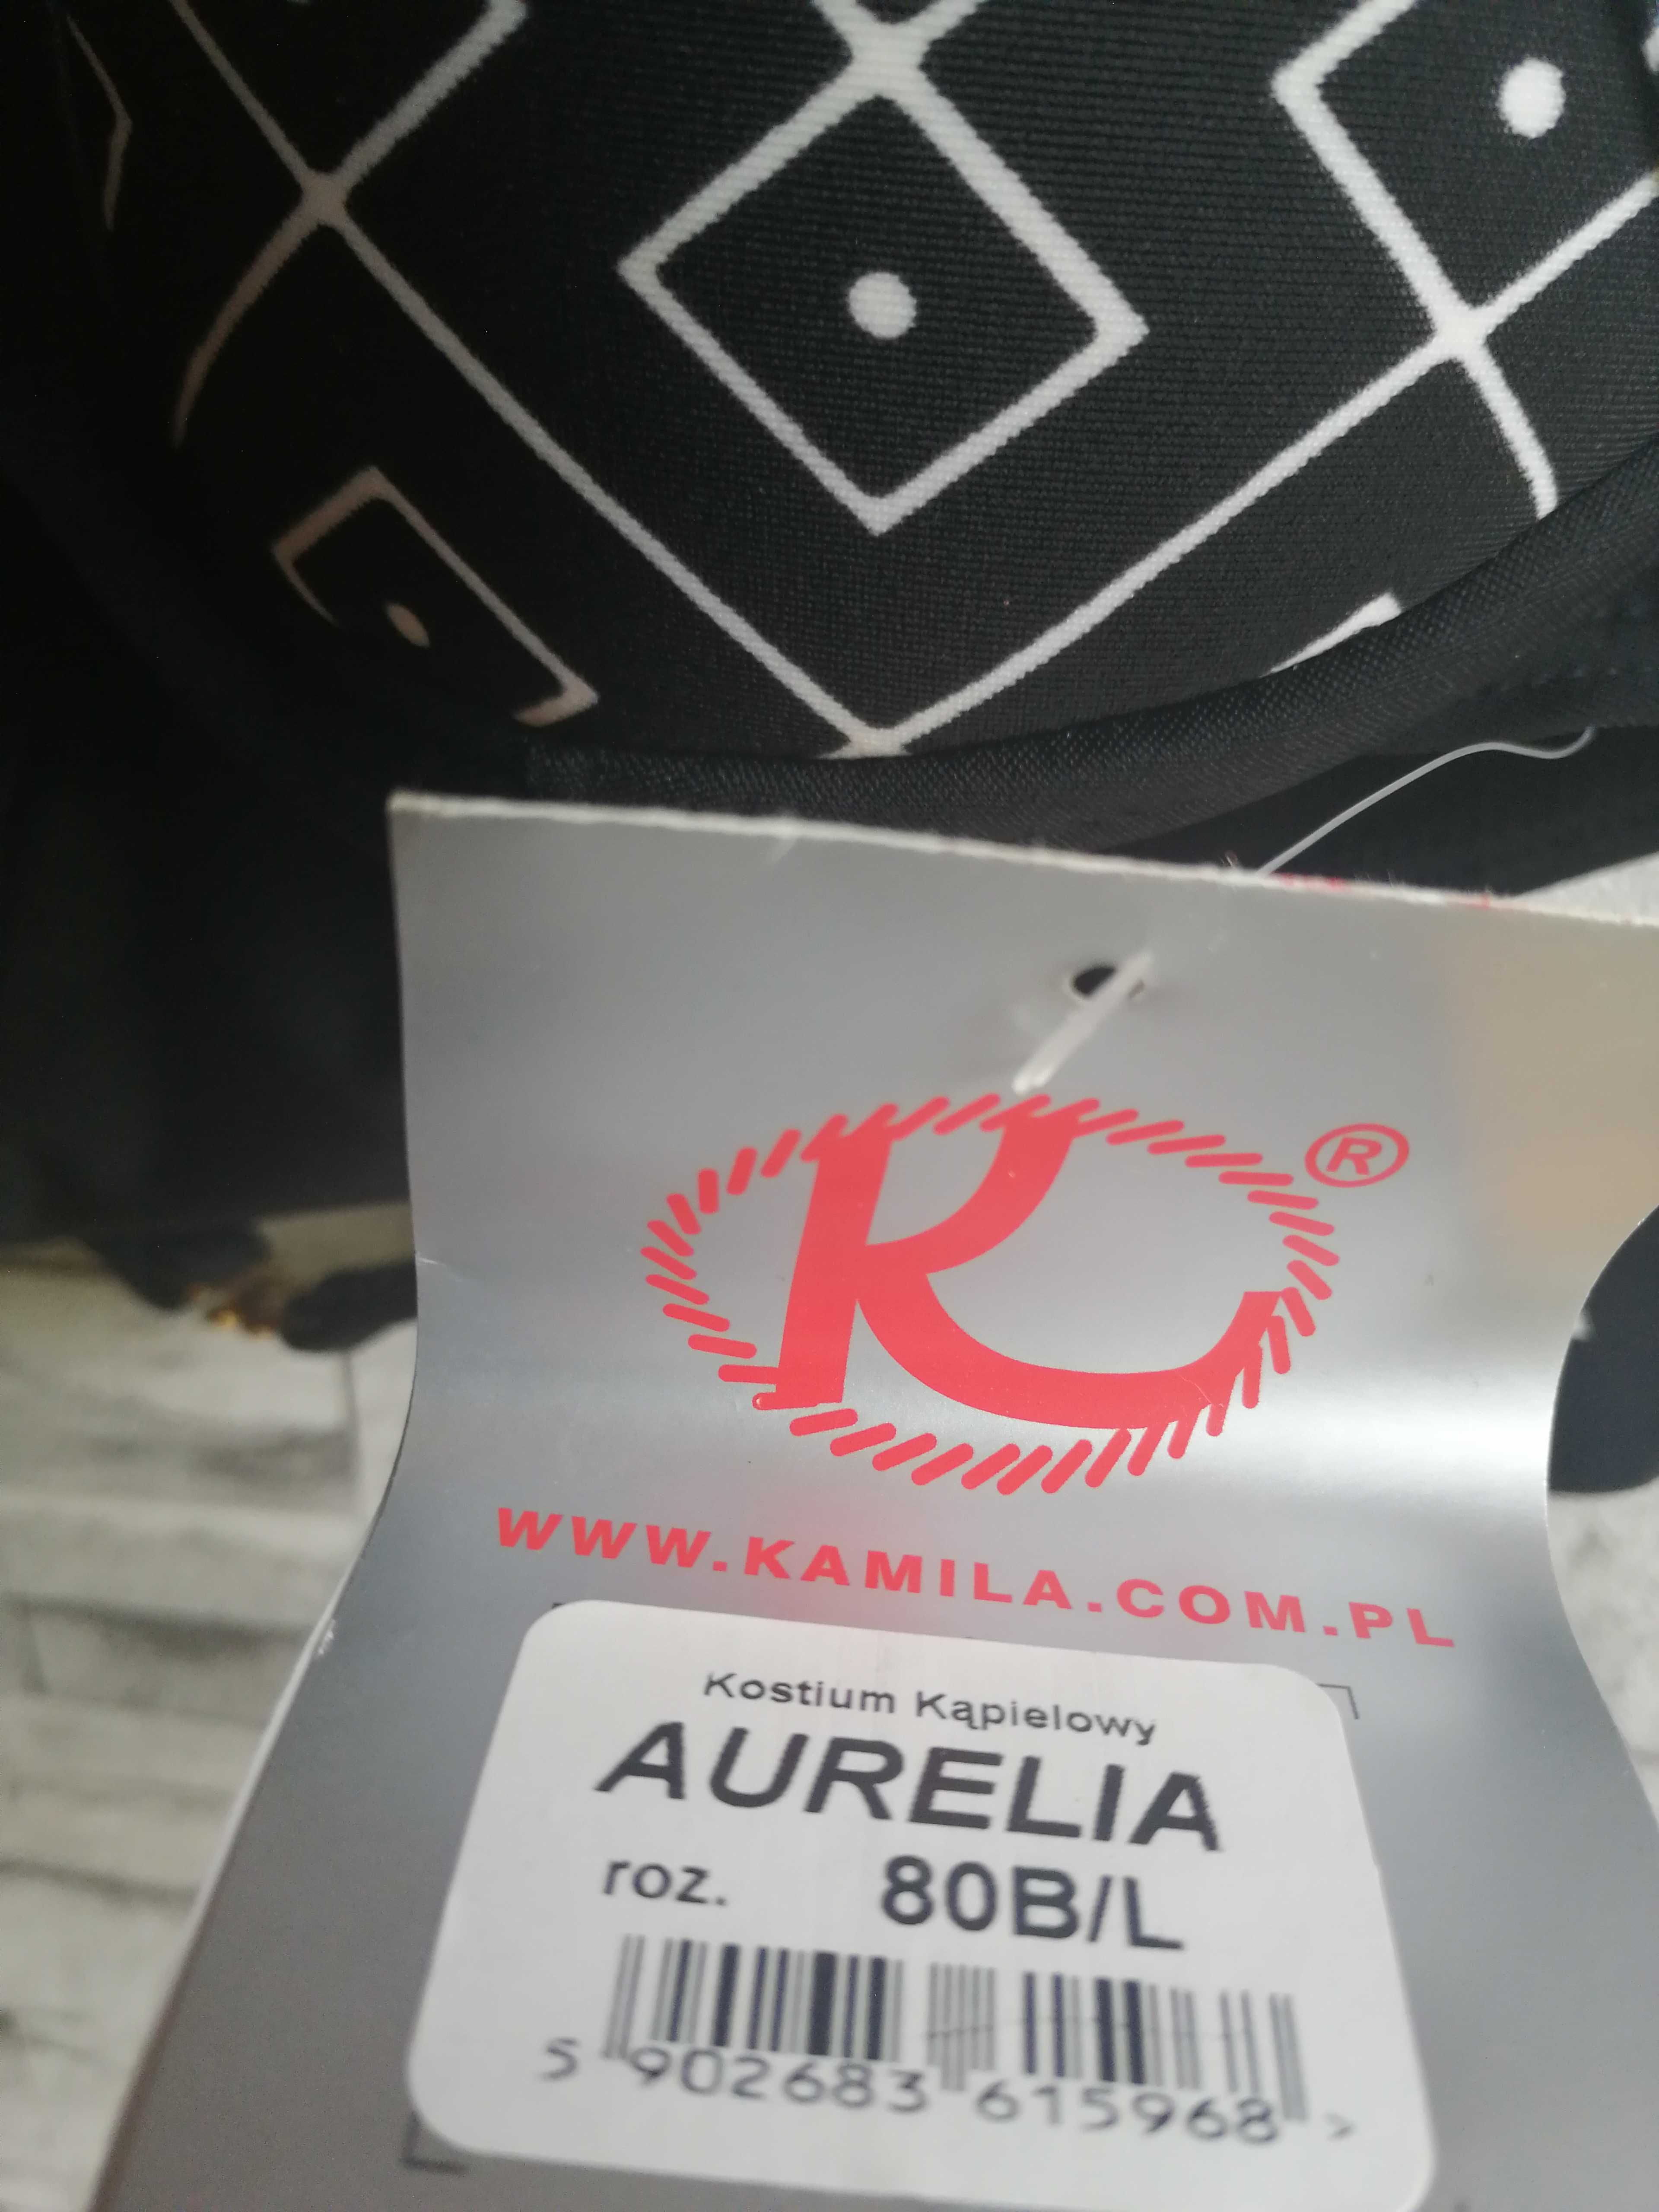 K ®
WWW.KAMILA.COM.PL
Kostium Kąpielowy
AURELIA
roz. 80B/L
5 902683 615968 >